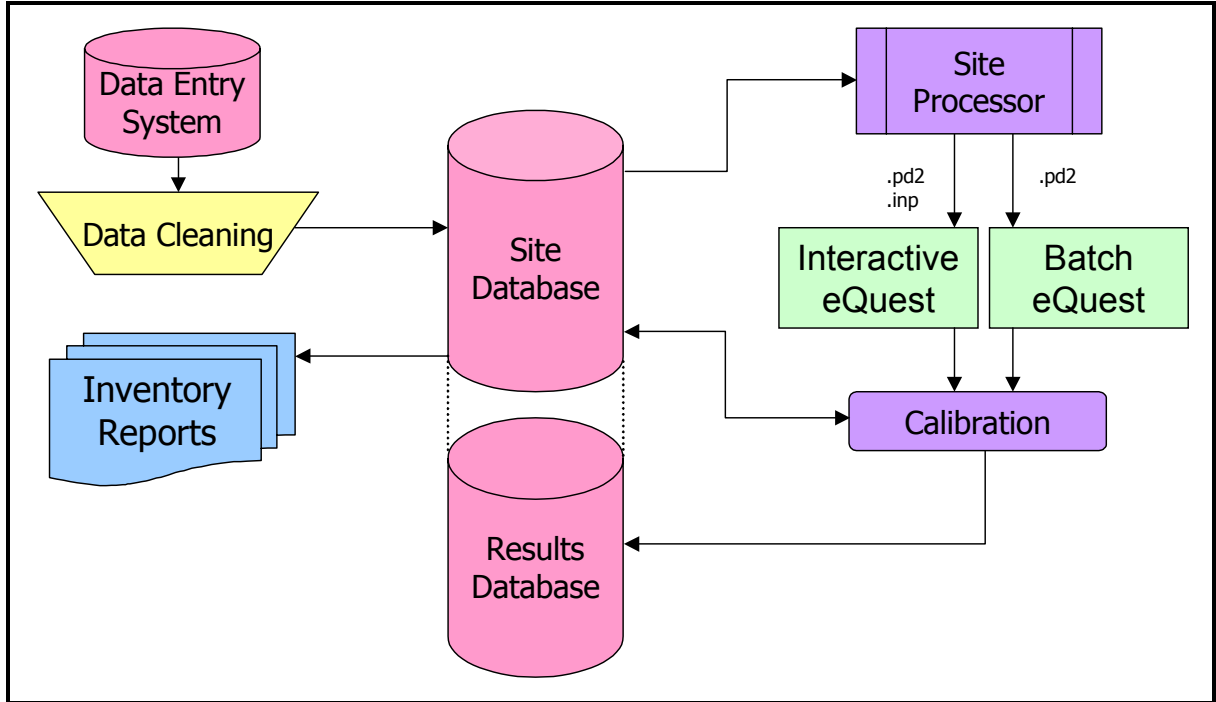 Data Entry
System
Data Cleaning
Inventory
Reports
Site
Database
Results
Database
Site
Processor
.pd2
.inp
.pd2
Interactive
eQuest
Batch
eQuest
Calibration